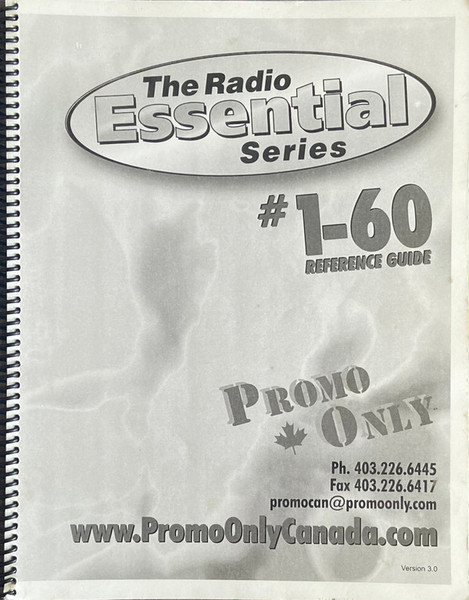 The Radio
Essential
Series
# 1-60
REFERENCE GUIDE
PROMO
ONLY
Ph. 403.226.6445
Fax 403.226.6417
promocan@promoonly.com
www.PromoOnlyCanada.com
Version 3.0